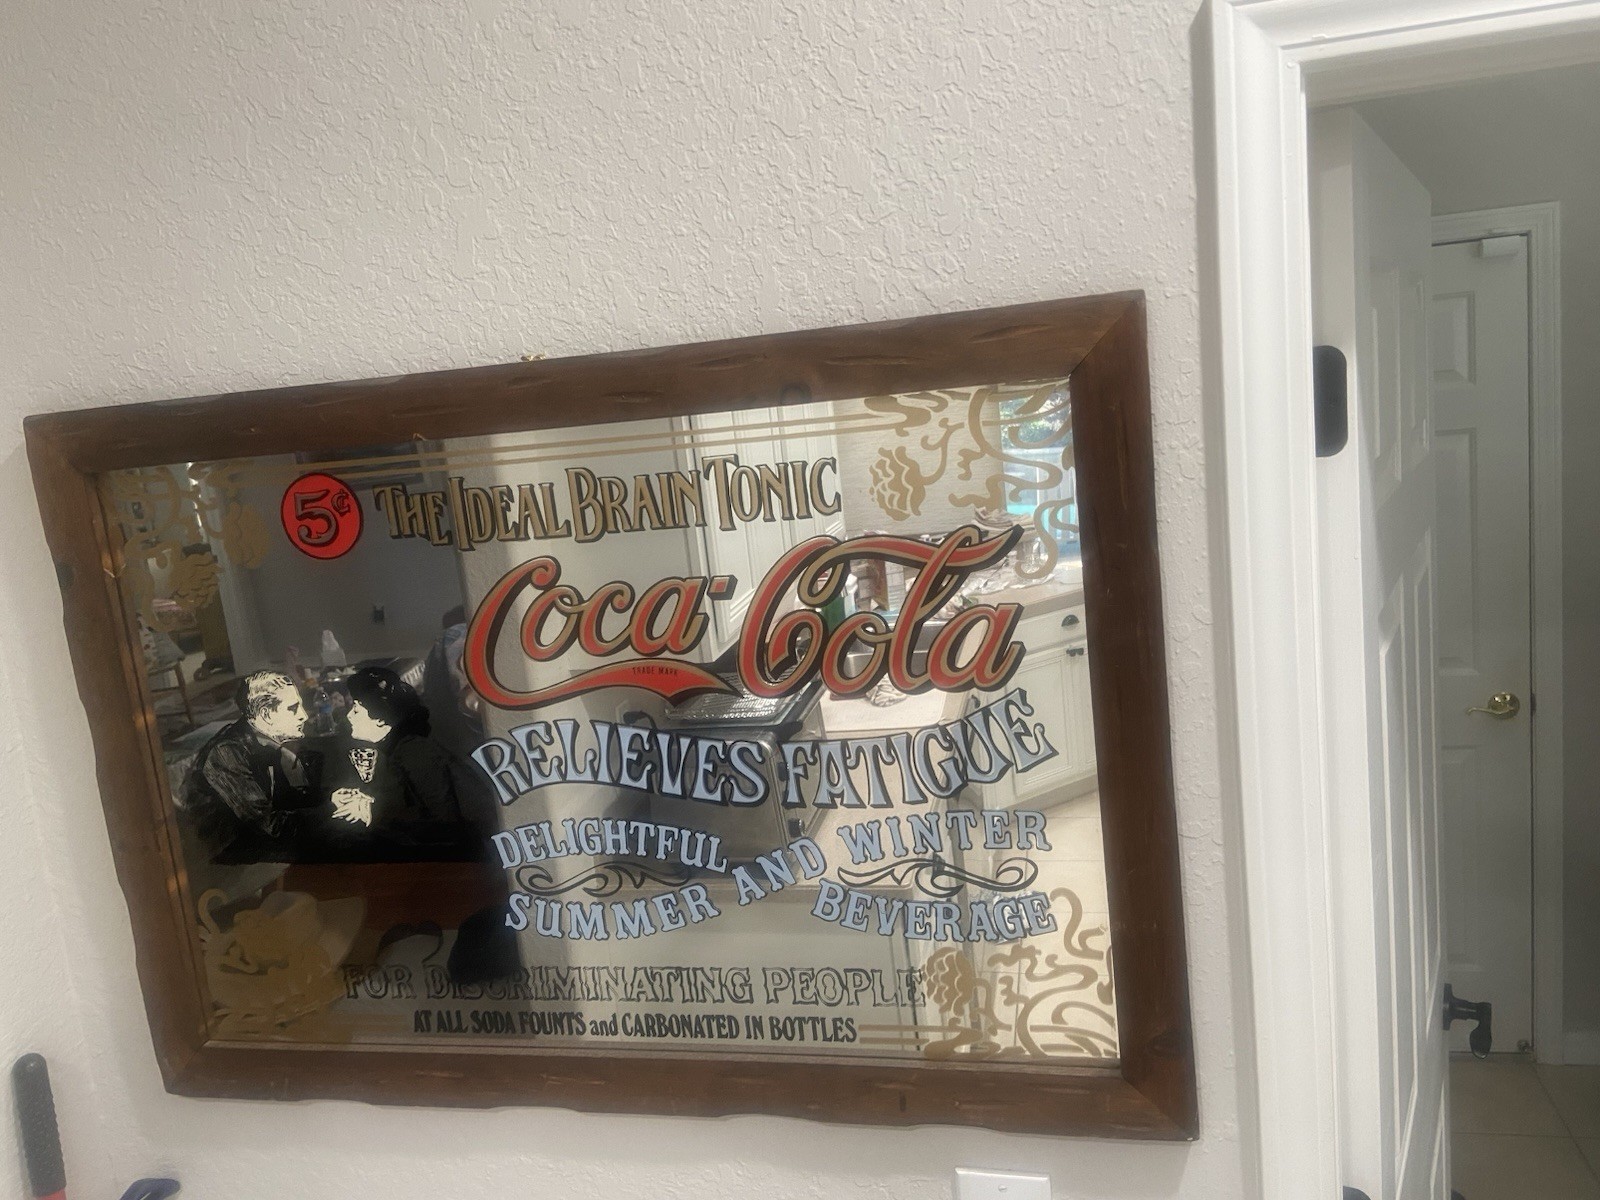 5¢ THE IDEAL BRAIN TONIC
Coca-Cola
TRADE MARK
RELIEVES FATIGUE
DELIGHTFUL
SUMMER AND WINTER
BEVERAGE
FOR DISCRIMINATING PEOPLE
AT ALL SODA FOUNTS and CARBONATED IN BOTTLES